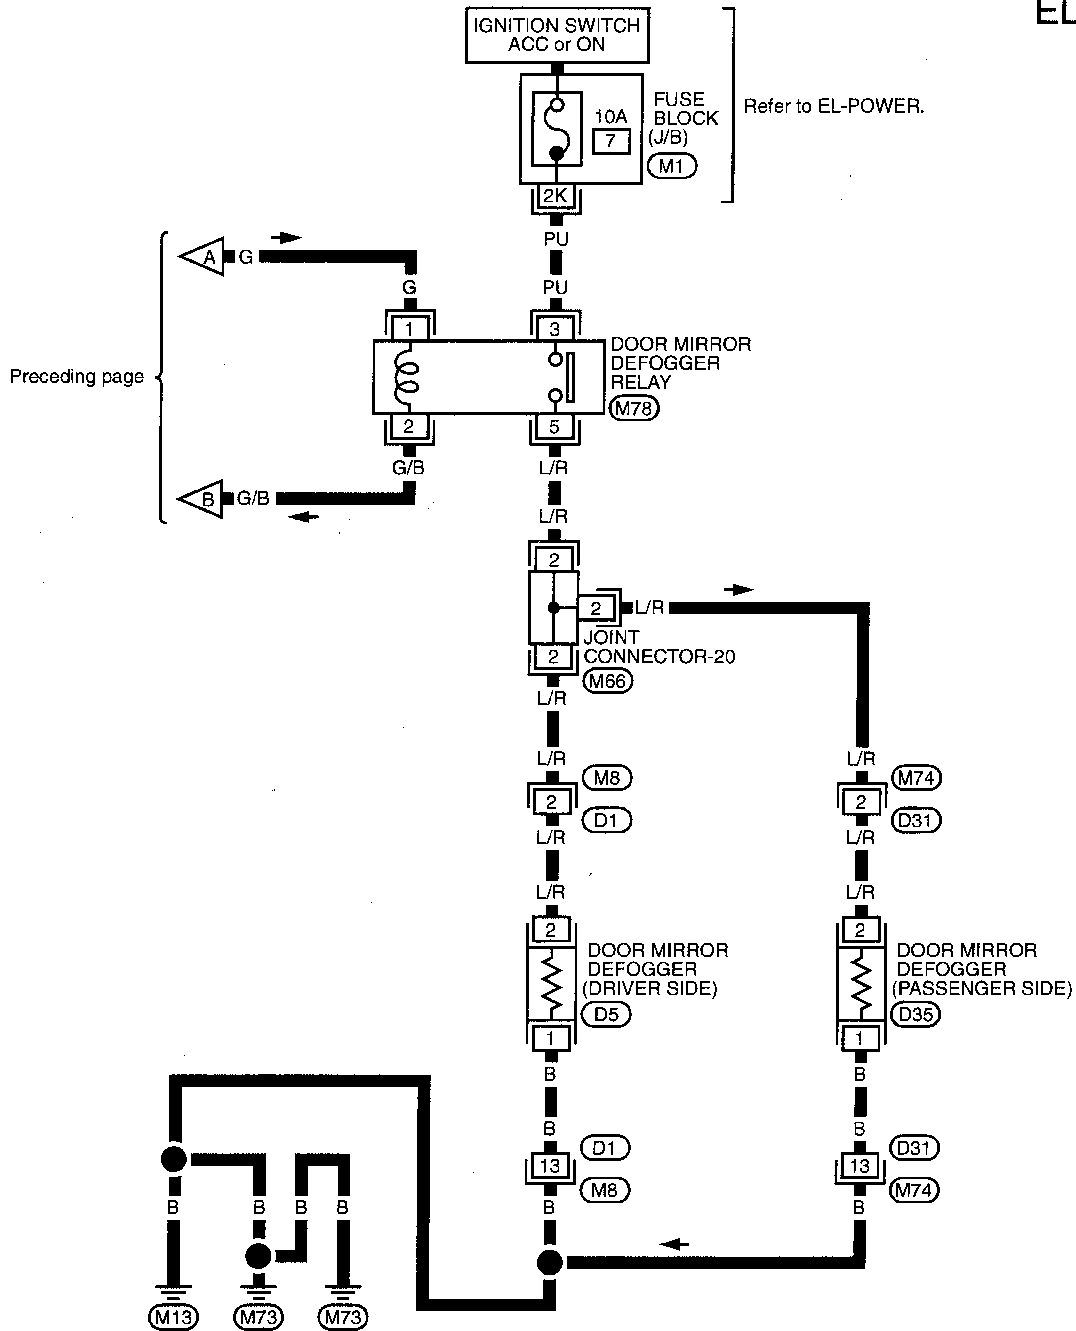 EL
IGNITION SWITCH
ACC or ON
FUSE
BLOCK
(J/B)
10A
7
M1
Refer to EL-POWER.
2K
PU
A
G
G
PU
1
3
DOOR MIRROR
DEFOGGER
RELAY
M78
Preceding page
2
5
G/B
L/R
B
G/B
L/R
2
2
L/R
JOINT
CONNECTOR-20
2
M66
L/R
L/R
L/R
M8
M74
2
2
D1
D31
L/R
L/R
L/R
L/R
2
2
DOOR MIRROR
DEFOGGER
(DRIVER SIDE)
D5
DOOR MIRROR
DEFOGGER
(PASSENGER SIDE)
D35
1
1
B
B
B
B
D1
D31
13
13
M8
M74
B
B
B
B
B
B
M13
M73
M73